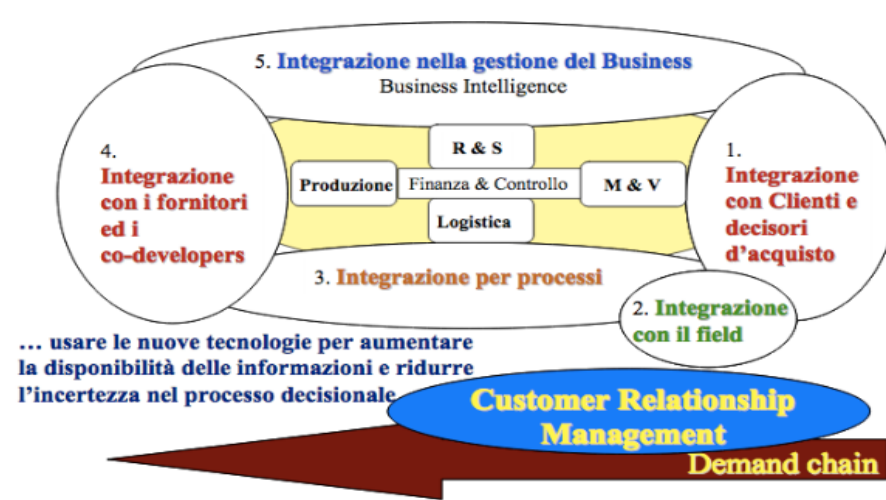 5. Integrazione nella gestione del Business
Business Intelligence
4.
Integrazione
con i fornitori
ed i
co-developers
R & S
Produzione
Finanza & Controllo
M & V
Logistica
1.
Integrazione
con Clienti e
decisori
d'acquisto
3. Integrazione per processi
2. Integrazione
con il field
... usare le nuove tecnologie per aumentare
la disponibilità delle informazioni e ridurre
l'incertezza nel processo decisionale
Customer Relationship
Management
Demand chain